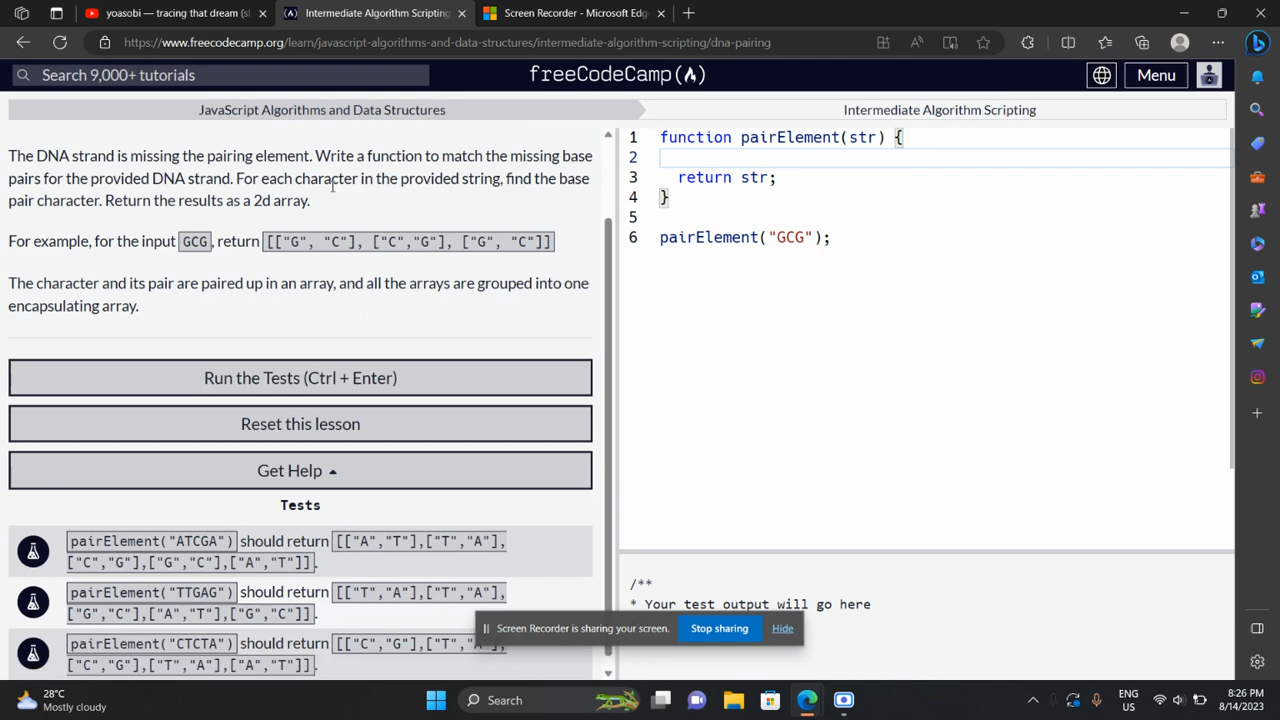 yoasobi — tracing that dream (sl
Intermediate Algorithm Scripting
Screen Recorder - Microsoft Edge
https://www.freecodecamp.org/learn/javascript-algorithms-and-data-structures/intermediate-algorithm-scripting/dna-pairing
Search 9,000+ tutorials
freeCodeCamp
Menu
JavaScript Algorithms and Data Structures
Intermediate Algorithm Scripting
The DNA strand is missing the pairing element. Write a function to match the missing base
pairs for the provided DNA strand. For each character in the provided string, find the base
pair character. Return the results as a 2d array.
For example, for the input GCG, return [["G", "C"], ["C","G"], ["G", "C"]]
The character and its pair are paired up in an array, and all the arrays are grouped into one
encapsulating array.
Run the Tests (Ctrl + Enter)
Reset this lesson
Get Help
Tests
pairElement("ATCGA") should return [["A","T"],["T","A"],
["C","G"],["G","C"],["A","T"]].
pairElement("TTGAG") should return [["T","A"],["T","A"],
["G","C"],["A","T"],["G","C"]].
pairElement("CTCTA") should return [["C","G"],["T","A"],
["C","G"],["T","A"],["A","T"]].
1 function pairElement(str) {
2
3 return str;
4 }
5
6 pairElement("GCG");
/**
* Your test output will go here
Screen Recorder is sharing your screen.
Stop sharing
Hide
28°C
Mostly cloudy
Search
ENG
US
8:26 PM
8/14/2023